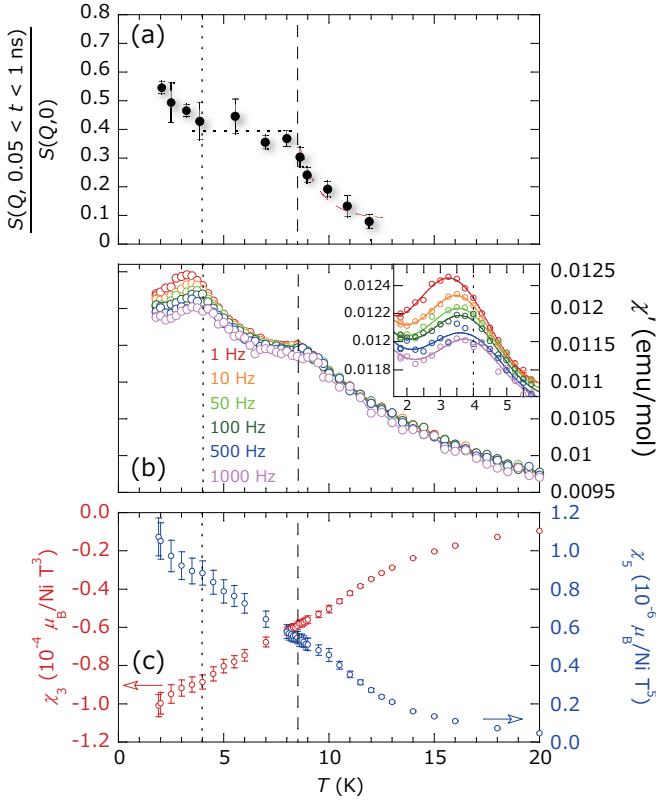 (a)
S(Q, 0.05 < t < 1 ns)
S(Q,0)
0.8
0.7
0.6
0.5
0.4
0.3
0.2
0.1
0
(b)
1 Hz
10 Hz
50 Hz
100 Hz
500 Hz
1000 Hz
0.0124
0.0122
0.012
0.0118
2 3 4 5
0.0125
0.012
0.0115
0.011
0.0105
0.01
0.0095
χ′ (emu/mol)
(c)
χ3 (10-4 μB/Ni T3)
0.0
-0.2
-0.4
-0.6
-0.8
-1.0
-1.2
1.2
1.0
0.8
0.6
0.4
0.2
0.0
χ5 (10-6 μB/Ni T5)
0 5 10 15 20
T (K)